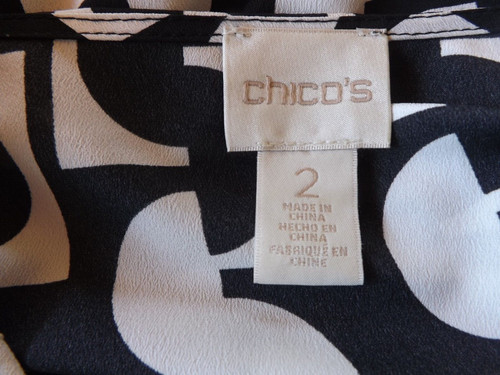 chico's
2
MADE IN
CHINA
HECHO EN
CHINA
FABRIQUÉ EN
CHINE